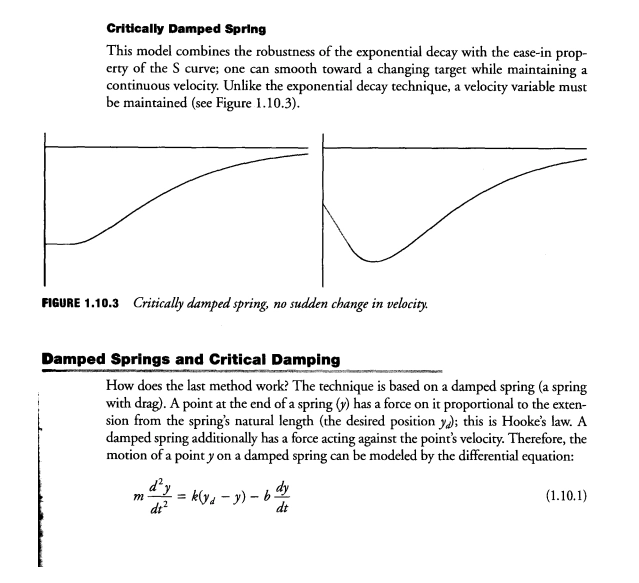 Critically Damped Spring
This model combines the robustness of the exponential decay with the ease-in prop-
erty of the S curve; one can smooth toward a changing target while maintaining a
continuous velocity. Unlike the exponential decay technique, a velocity variable must
be maintained (see Figure 1.10.3).
FIGURE 1.10.3 Critically damped spring, no sudden change in velocity.
Damped Springs and Critical Damping
How does the last method work? The technique is based on a damped spring (a spring
with drag). A point at the end of a spring (y) has a force on it proportional to the exten-
sion from the spring's natural length (the desired position y_d); this is Hooke's law. A
damped spring additionally has a force acting against the point's velocity. Therefore, the
motion of a point y on a damped spring can be modeled by the differential equation:
m d²y/dt² = k(y_d − y) − b dy/dt (1.10.1)